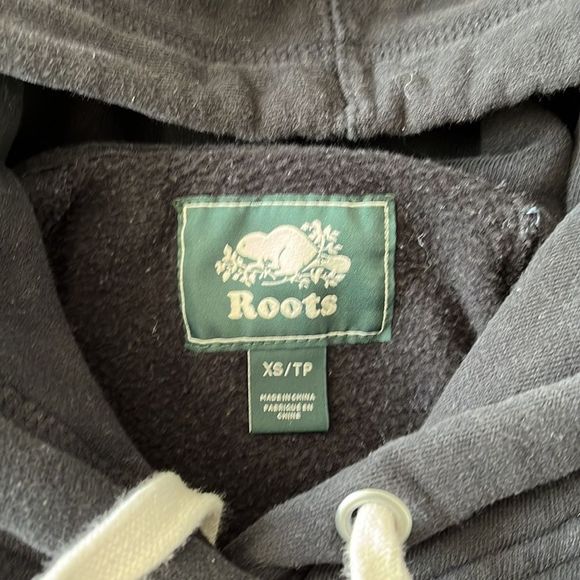 Roots
XS/TP
MADE IN CHINA
FABRIQUÉ EN
CHINE